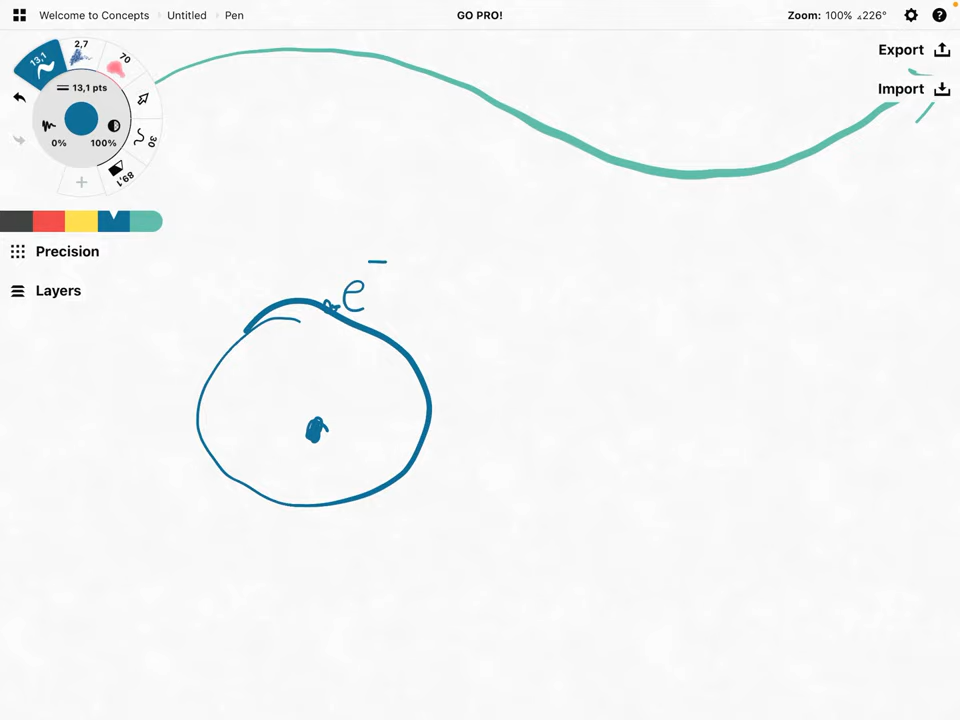 Welcome to Concepts › Untitled › Pen
GO PRO!
Zoom: 100% ⊿226°
Export
Import
13,1
2,7
70
13,1 pts
0%
100%
30
89,1
Precision
Layers
e⁻